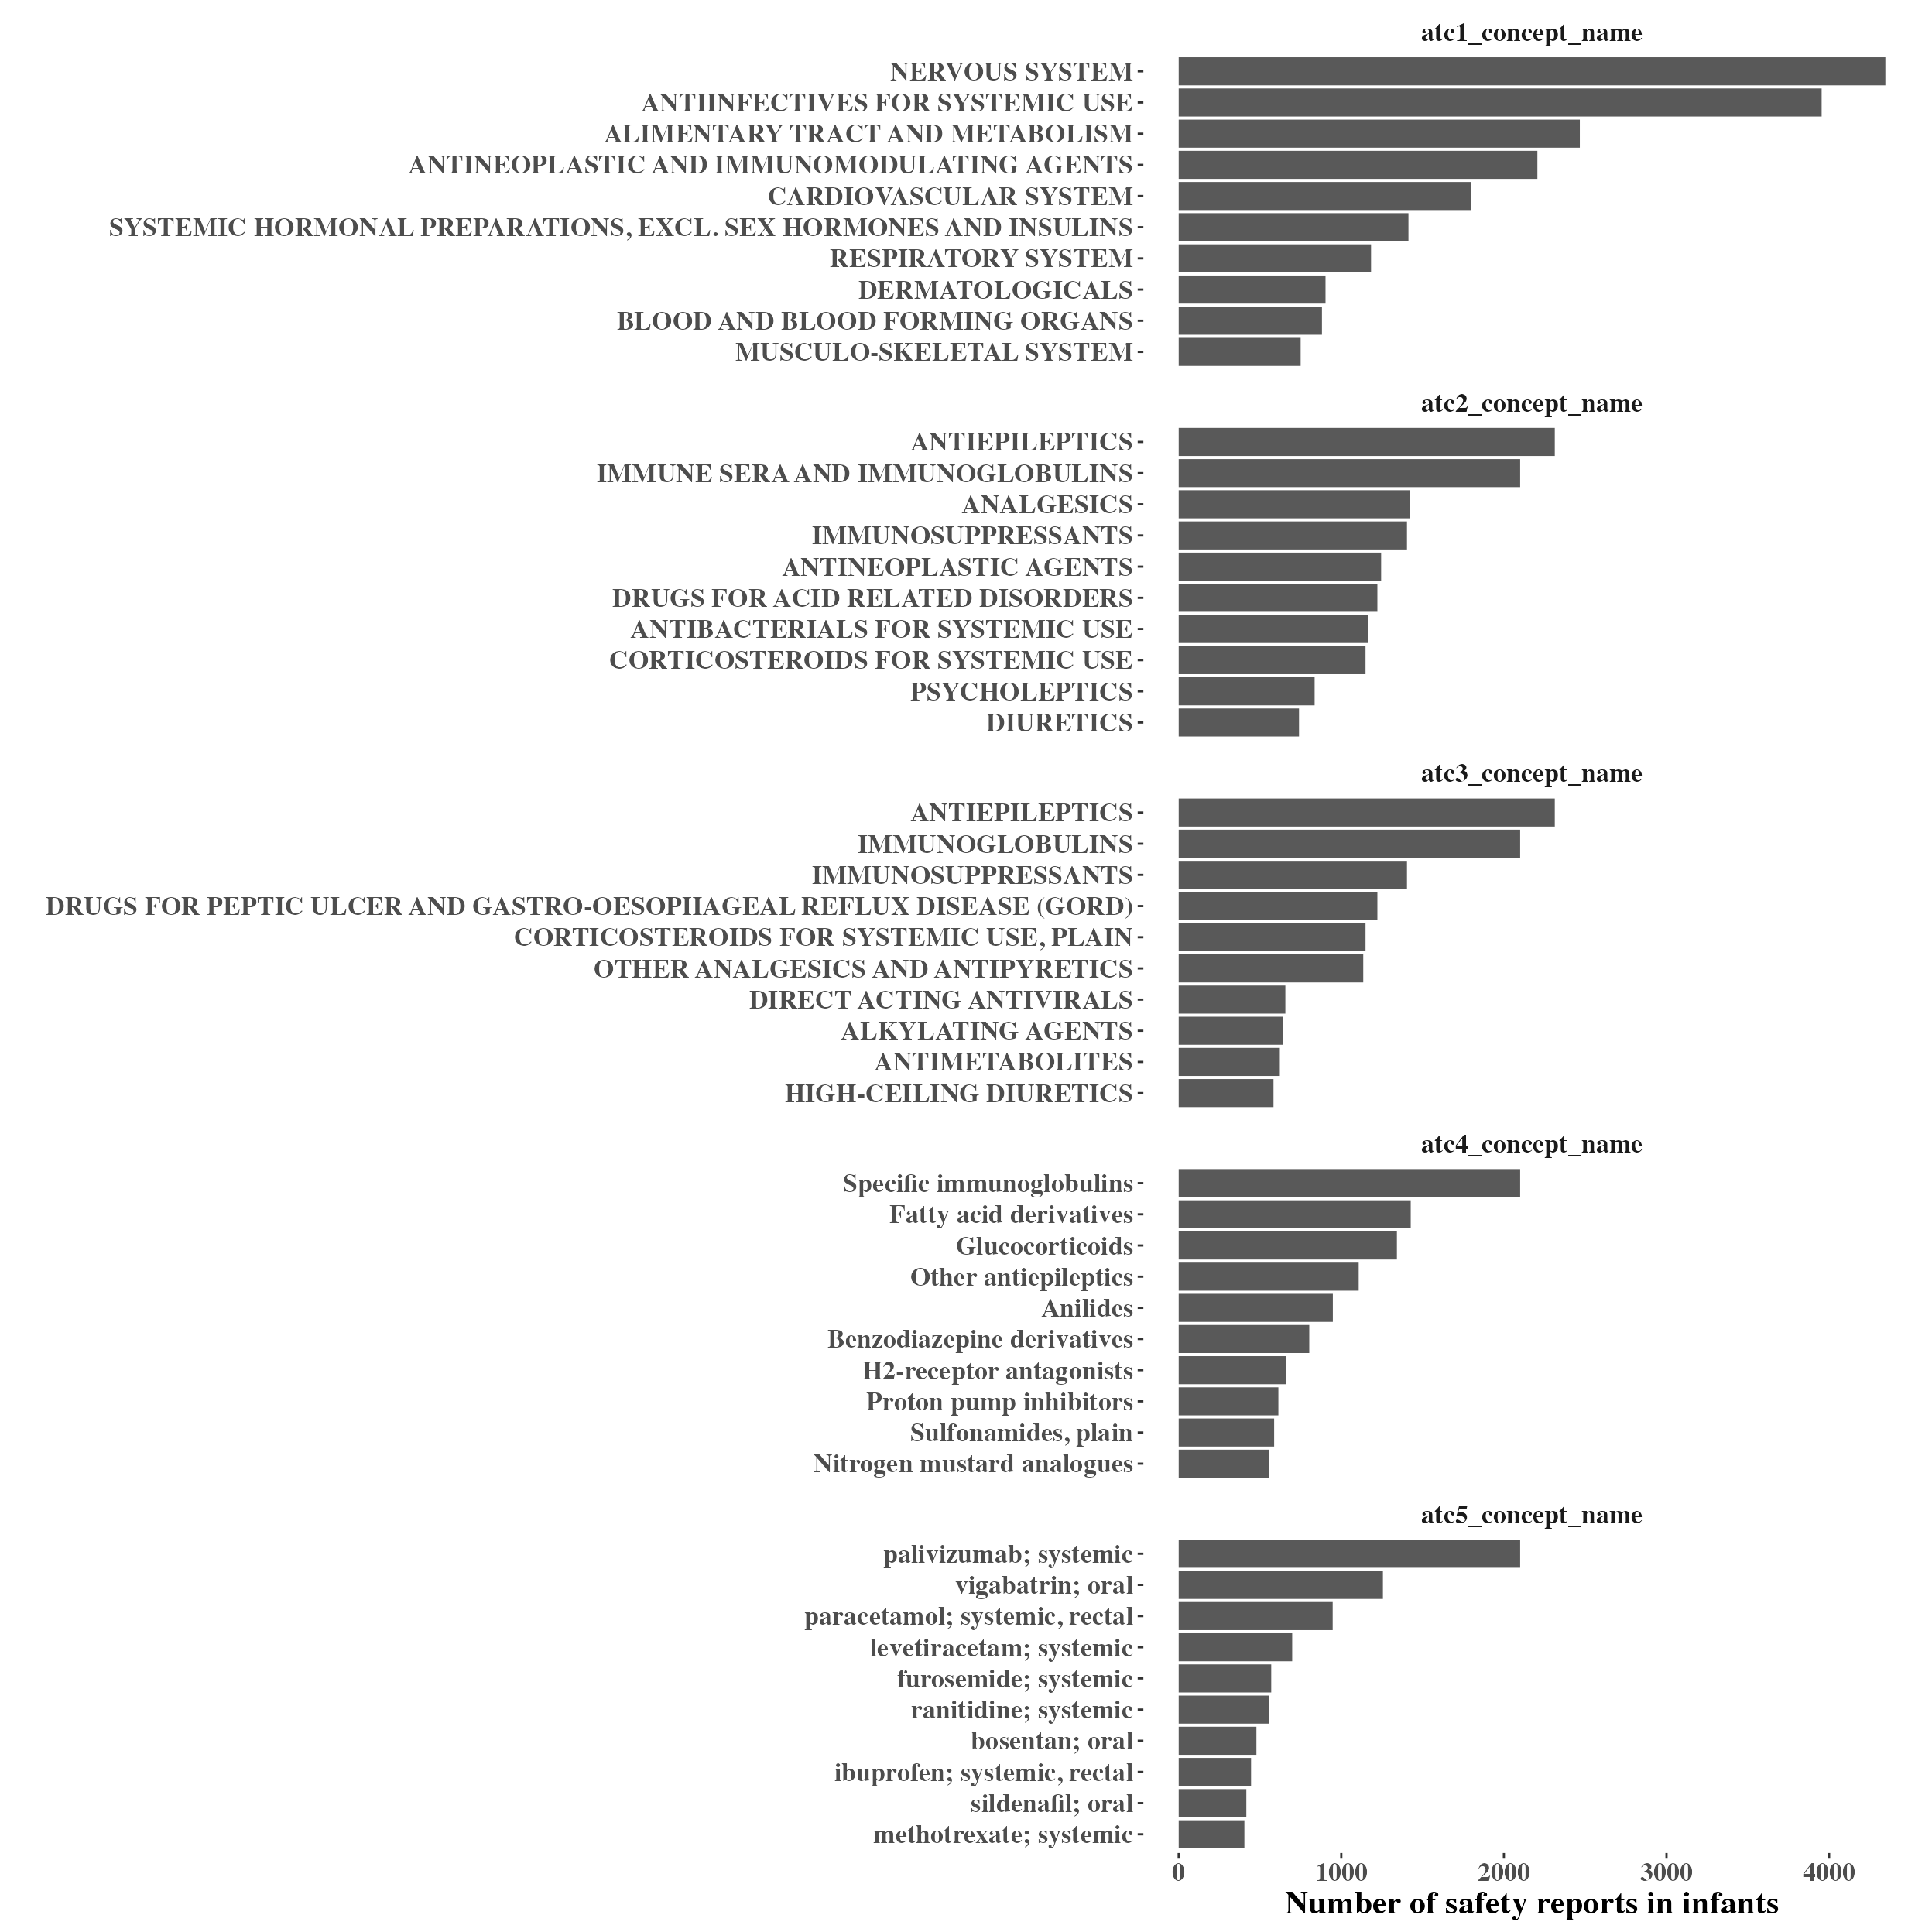 atc1_concept_name
NERVOUS SYSTEM
ANTIINFECTIVES FOR SYSTEMIC USE
ALIMENTARY TRACT AND METABOLISM
ANTINEOPLASTIC AND IMMUNOMODULATING AGENTS
CARDIOVASCULAR SYSTEM
SYSTEMIC HORMONAL PREPARATIONS, EXCL. SEX HORMONES AND INSULINS
RESPIRATORY SYSTEM
DERMATOLOGICALS
BLOOD AND BLOOD FORMING ORGANS
MUSCULO-SKELETAL SYSTEM
atc2_concept_name
ANTIEPILEPTICS
IMMUNE SERA AND IMMUNOGLOBULINS
ANALGESICS
IMMUNOSUPPRESSANTS
ANTINEOPLASTIC AGENTS
DRUGS FOR ACID RELATED DISORDERS
ANTIBACTERIALS FOR SYSTEMIC USE
CORTICOSTEROIDS FOR SYSTEMIC USE
PSYCHOLEPTICS
DIURETICS
atc3_concept_name
ANTIEPILEPTICS
IMMUNOGLOBULINS
IMMUNOSUPPRESSANTS
DRUGS FOR PEPTIC ULCER AND GASTRO-OESOPHAGEAL REFLUX DISEASE (GORD)
CORTICOSTEROIDS FOR SYSTEMIC USE, PLAIN
OTHER ANALGESICS AND ANTIPYRETICS
DIRECT ACTING ANTIVIRALS
ALKYLATING AGENTS
ANTIMETABOLITES
HIGH-CEILING DIURETICS
atc4_concept_name
Specific immunoglobulins
Fatty acid derivatives
Glucocorticoids
Other antiepileptics
Anilides
Benzodiazepine derivatives
H2-receptor antagonists
Proton pump inhibitors
Sulfonamides, plain
Nitrogen mustard analogues
atc5_concept_name
palivizumab; systemic
vigabatrin; oral
paracetamol; systemic, rectal
levetiracetam; systemic
furosemide; systemic
ranitidine; systemic
bosentan; oral
ibuprofen; systemic, rectal
sildenafil; oral
methotrexate; systemic
0 1000 2000 3000 4000
Number of safety reports in infants